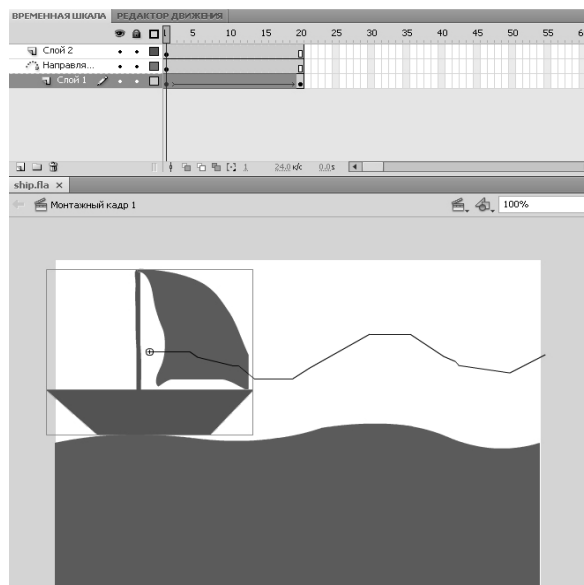 ВРЕМЕННАЯ ШКАЛА РЕДАКТОР ДВИЖЕНИЯ
1 5 10 15 20 25 30 35 40 45 50 55 6
Слой 2
Направля...
Слой 1
1 24.0 к/с 0.0 s
ship.fla ×
Монтажный кадр 1 100%